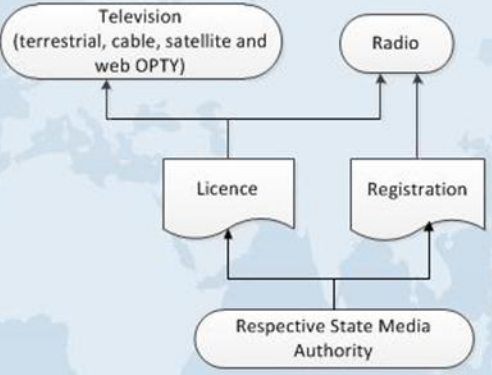 Television
(terrestrial, cable, satellite and
web OPTY)
Radio
Licence
Registration
Respective State Media
Authority